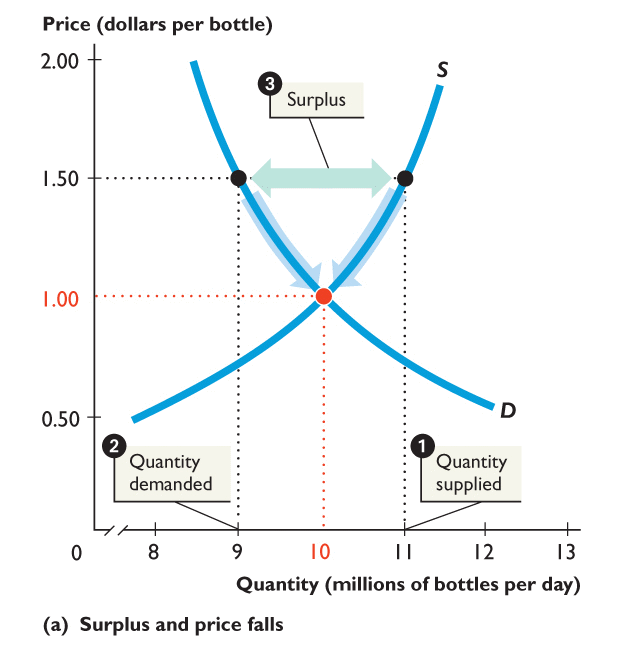 Price (dollars per bottle)
2.00
S
3
Surplus
1.50
1.00
0.50
D
2
Quantity
demanded
1
Quantity
supplied
0
8
9
10
11
12
13
Quantity (millions of bottles per day)
(a) Surplus and price falls